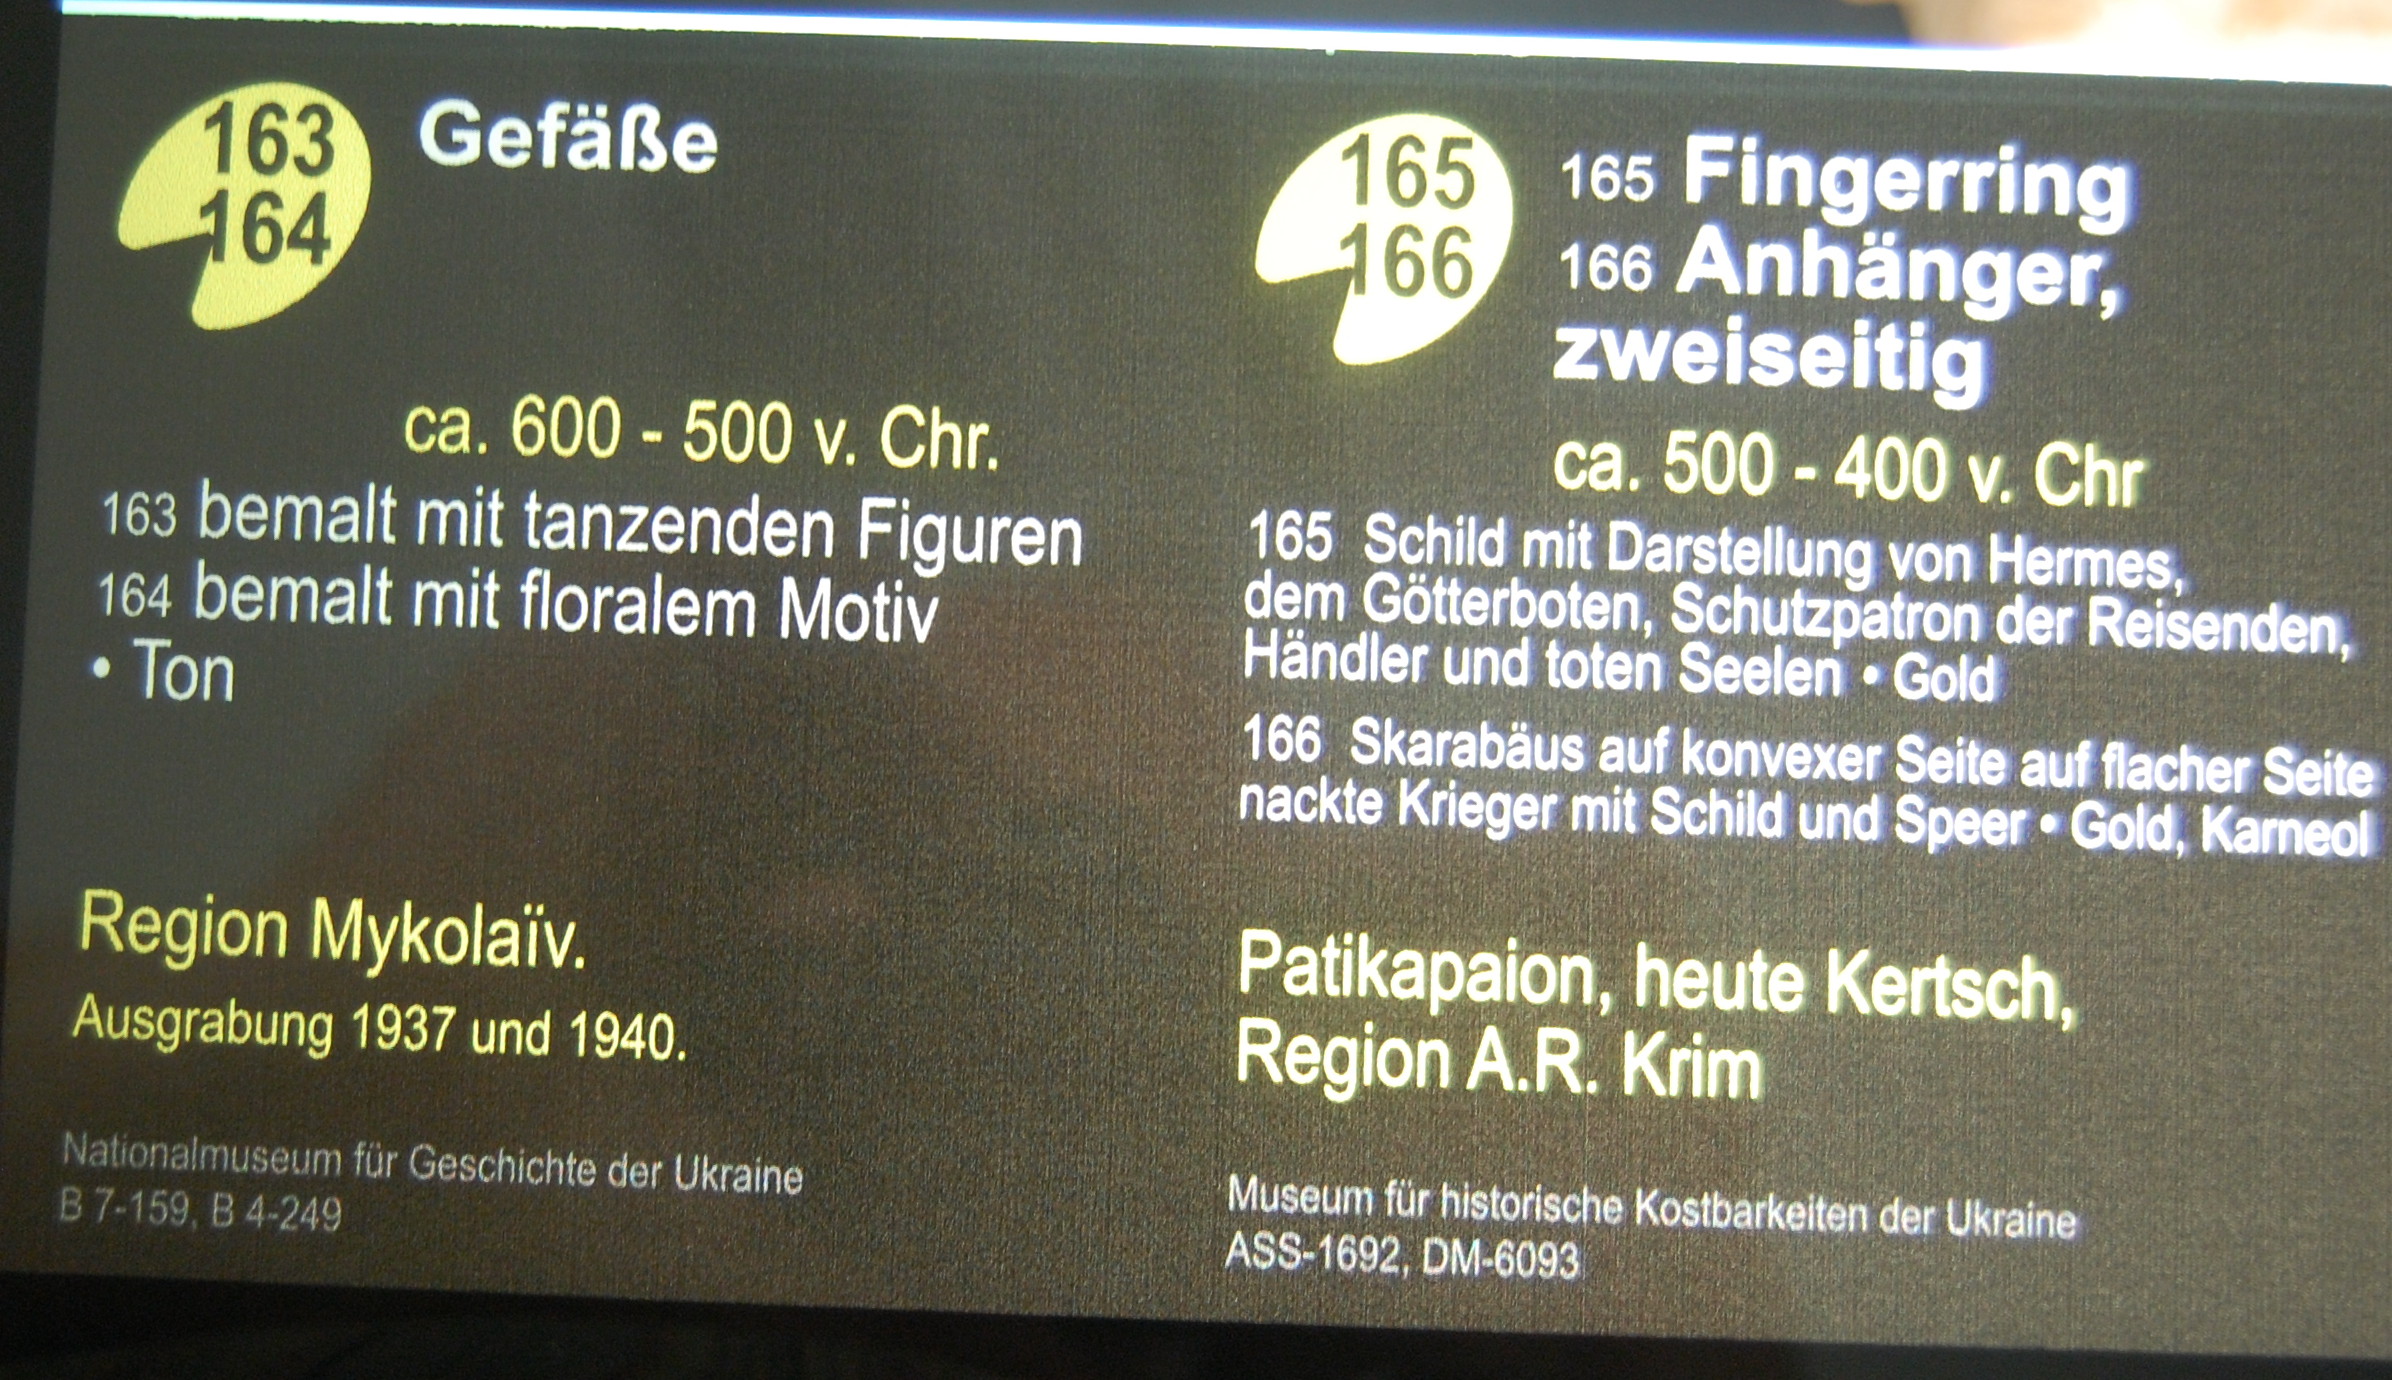 163
164
Gefäße
ca. 600 - 500 v. Chr.
163 bemalt mit tanzenden Figuren
164 bemalt mit floralem Motiv
• Ton
Region Mykolaïv.
Ausgrabung 1937 und 1940.
Nationalmuseum für Geschichte der Ukraine
B 7-159, B 4-249
165
166
165 Fingerring
166 Anhänger,
zweiseitig
ca. 500 - 400 v. Chr
165 Schild mit Darstellung von Hermes,
dem Götterboten, Schutzpatron der Reisenden,
Händler und toten Seelen • Gold
166 Skarabäus auf konvexer Seite auf flacher Seite
nackte Krieger mit Schild und Speer • Gold, Karneol
Patikapaion, heute Kertsch,
Region A.R. Krim
Museum für historische Kostbarkeiten der Ukraine
ASS-1692, DM-6093